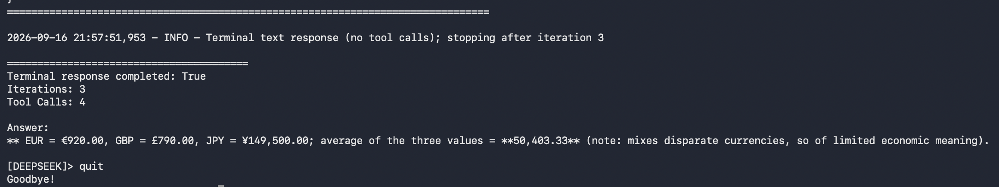 }
================================================================================
2026-09-16 21:57:51,953 - INFO - Terminal text response (no tool calls); stopping after iteration 3
========================================
Terminal response completed: True
Iterations: 3
Tool Calls: 4
Answer:
** EUR = €920.00, GBP = £790.00, JPY = ¥149,500.00; average of the three values = **50,403.33** (note: mixes disparate currencies, so of limited economic meaning).
[DEEPSEEK]> quit
Goodbye!